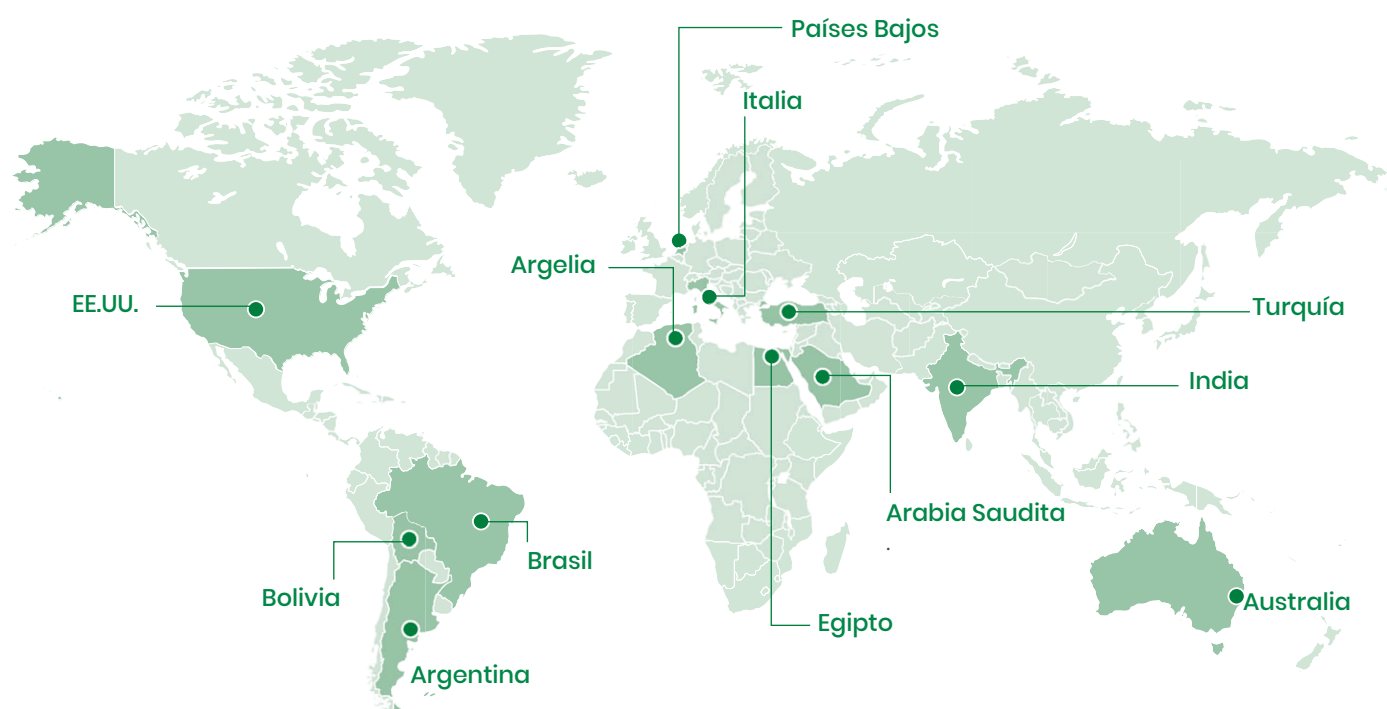 Países Bajos
Italia
Argelia
EE.UU.
Turquía
India
Arabia Saudita
Brasil
Bolivia
Australia
Egipto
Argentina